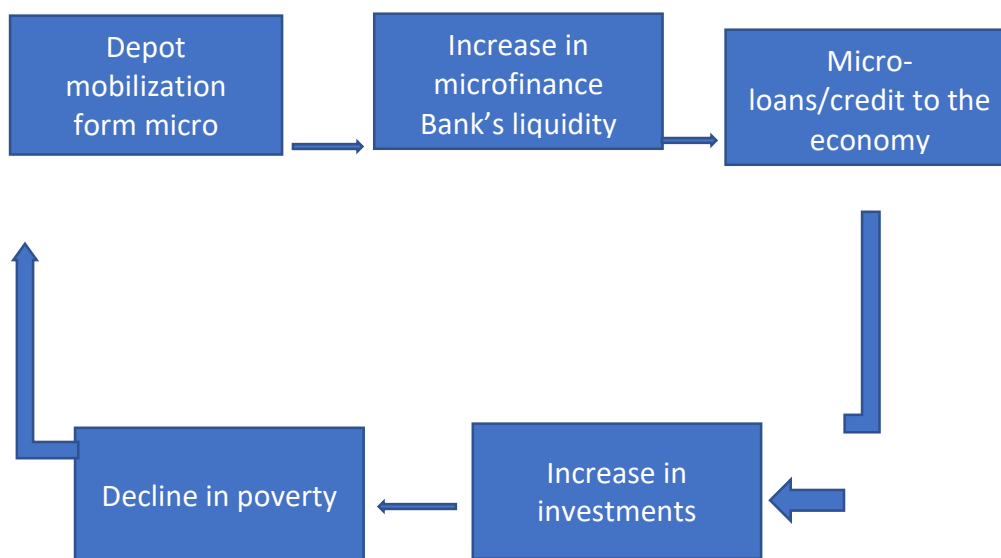 Depot
mobilization
form micro
Increase in
microfinance
Bank's liquidity
Micro-
loans/credit to the
economy
Increase in
investments
Decline in poverty